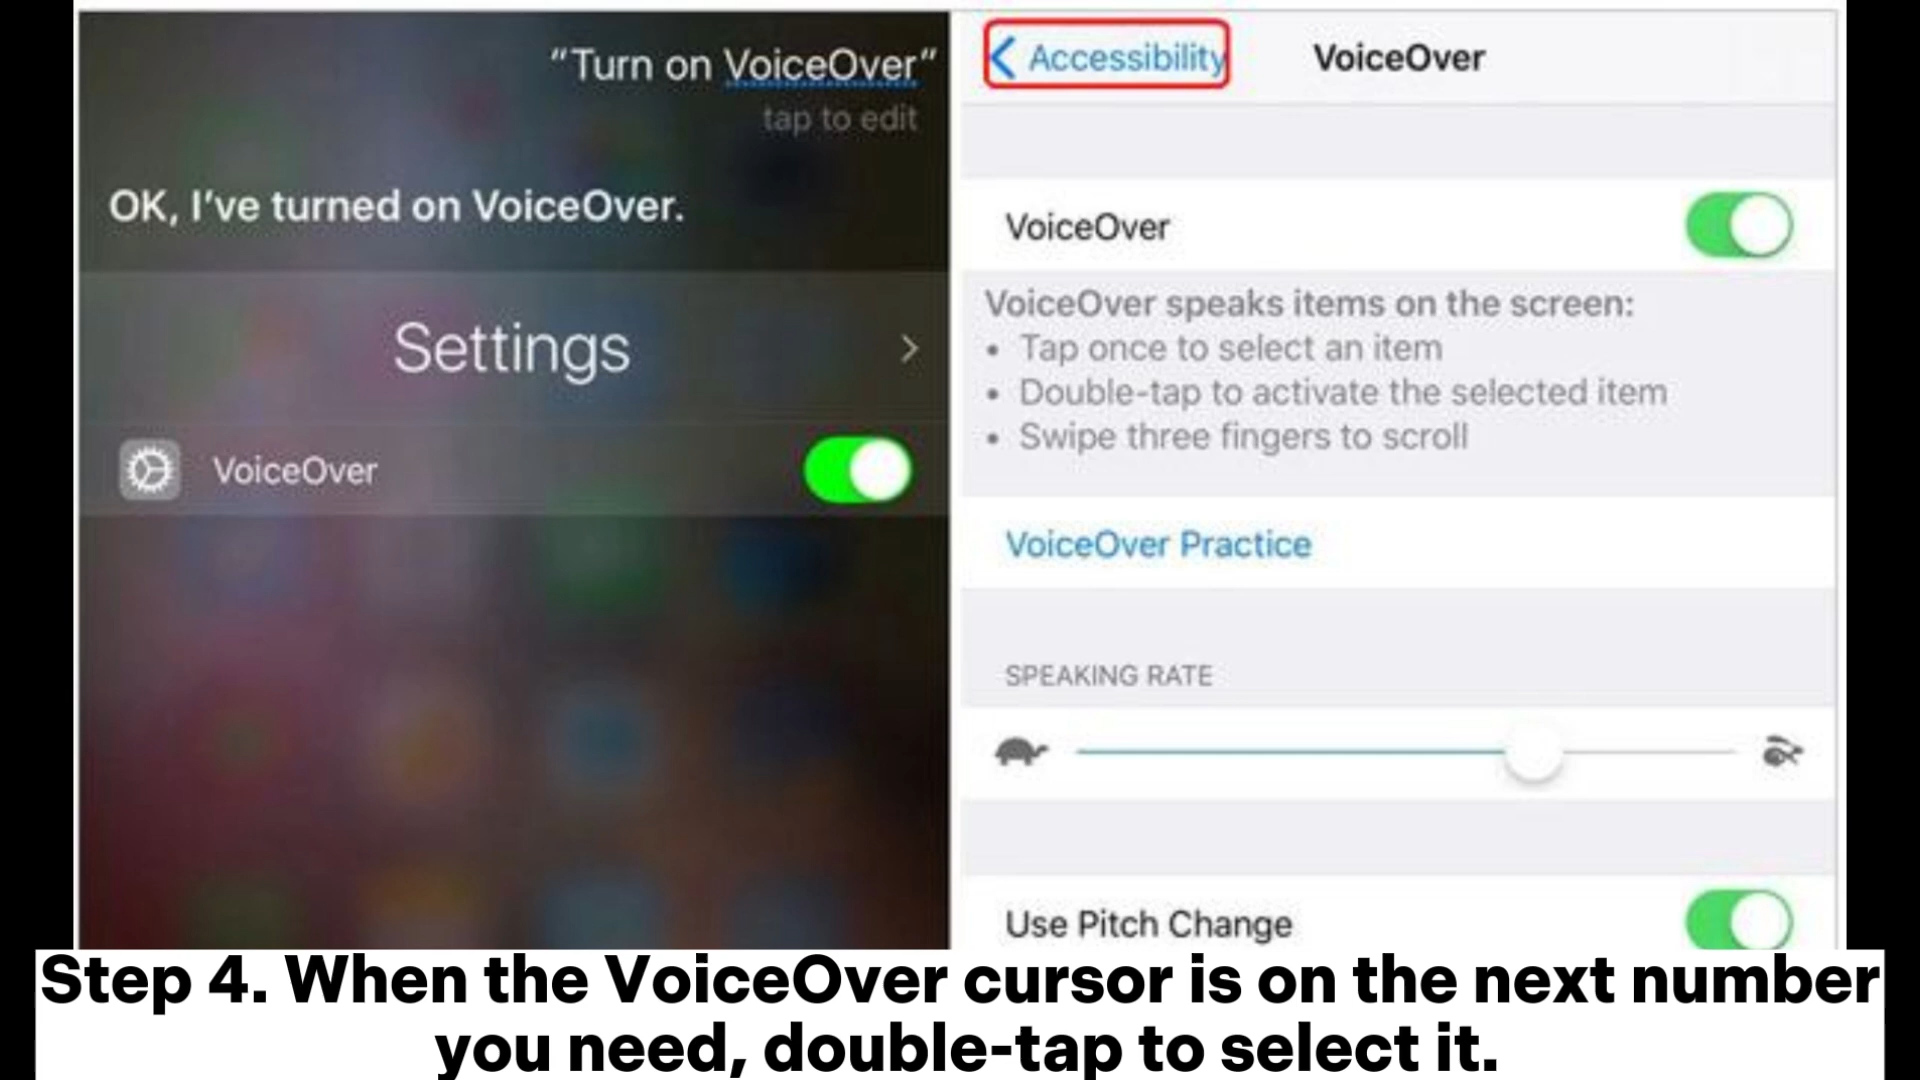 “Turn on VoiceOver”
tap to edit
OK, I’ve turned on VoiceOver.
Settings
VoiceOver
Accessibility
VoiceOver
VoiceOver
VoiceOver speaks items on the screen:
• Tap once to select an item
• Double-tap to activate the selected item
• Swipe three fingers to scroll
VoiceOver Practice
SPEAKING RATE
Use Pitch Change
Step 4. When the VoiceOver cursor is on the next number
you need, double-tap to select it.